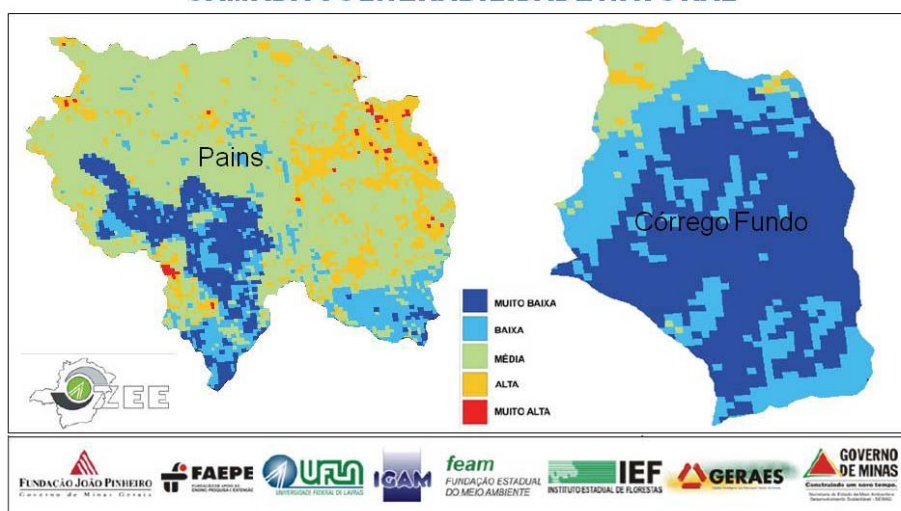 Pains
Córrego Fundo
MUITO BAIXA
BAIXA
MÉDIA
ALTA
MUITO ALTA
ZEE
FUNDAÇÃO JOÃO PINHEIRO
Governo de Minas Gerais
FAEPE
UFLA
UNIVERSIDADE FEDERAL DE LAVRAS
IGAM
feam
FUNDAÇÃO ESTADUAL
DO MEIO AMBIENTE
IEF
INSTITUTO ESTADUAL DE FLORESTAS
GERAES
GOVERNO
DE MINAS
Construindo um novo tempo.